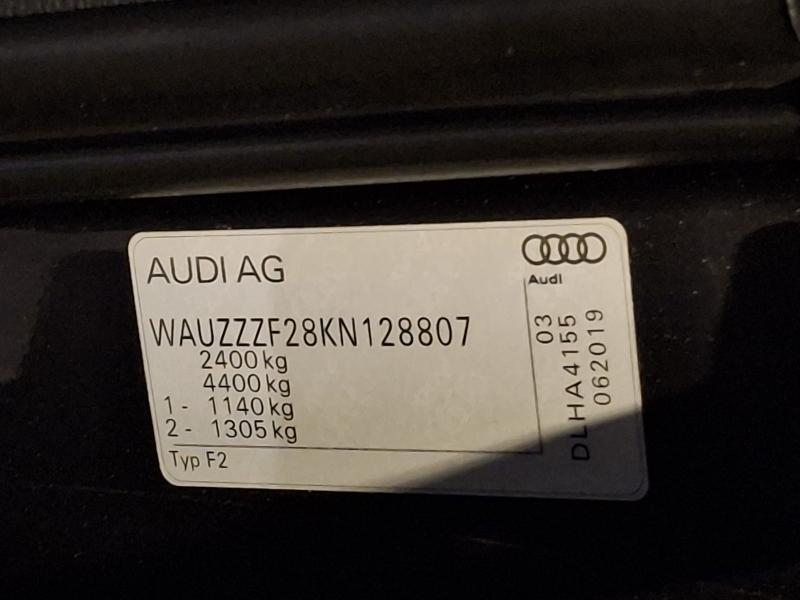 AUDI AG
Audi
WAUZZZF28KN128807
2400 kg
4400 kg
1 - 1140 kg
2 - 1305 kg
Typ F2
03
DLHA4155
062019